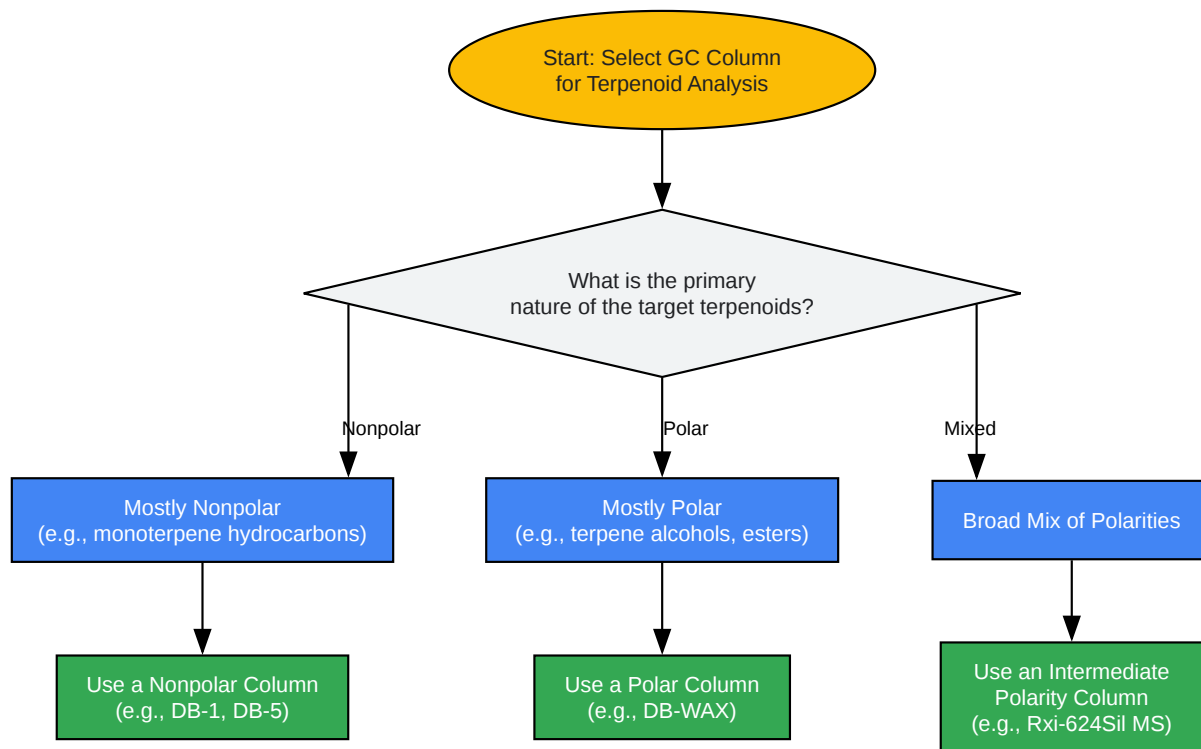 Start: Select GC Column
for Terpenoid Analysis
What is the primary
nature of the target terpenoids?
Nonpolar
Polar
Mixed
Mostly Nonpolar
(e.g., monoterpene hydrocarbons)
Mostly Polar
(e.g., terpene alcohols, esters)
Broad Mix of Polarities
Use a Nonpolar Column
(e.g., DB-1, DB-5)
Use a Polar Column
(e.g., DB-WAX)
Use an Intermediate
Polarity Column
(e.g., Rxi-624Sil MS)